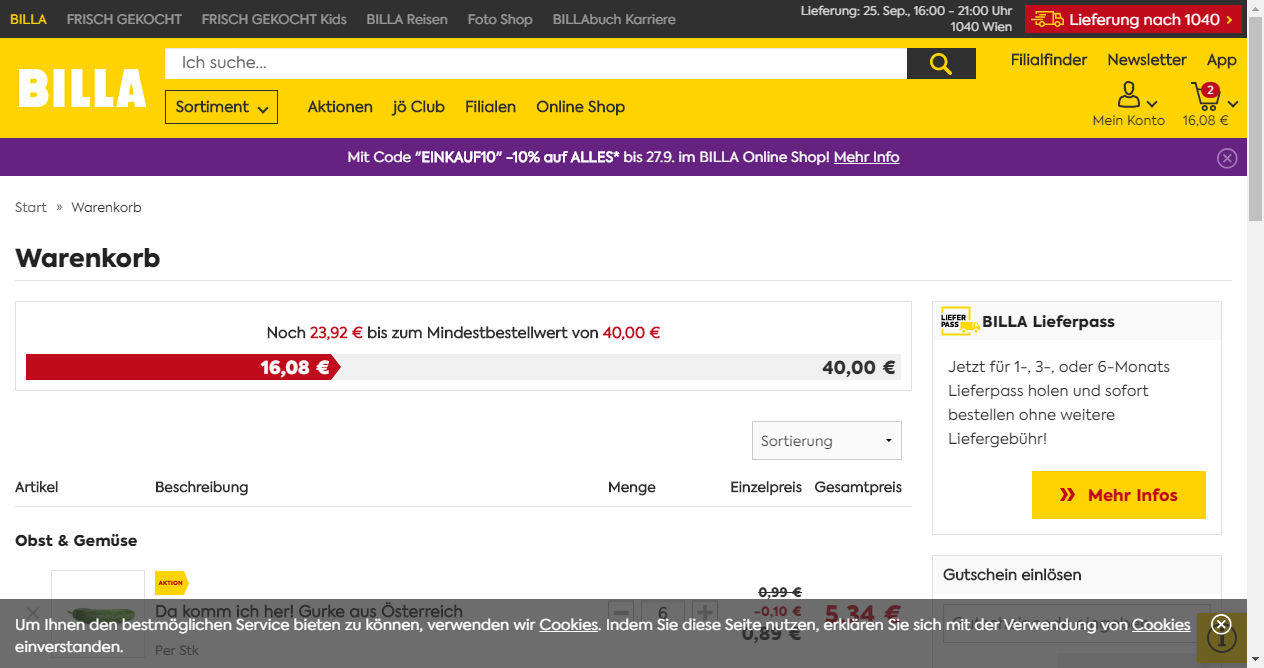 BILLA FRISCH GEKOCHT FRISCH GEKOCHT Kids BILLA Reisen Foto Shop BILLAbuch Karriere
Lieferung: 25. Sep., 16:00 - 21:00 Uhr
1040 Wien
Lieferung nach 1040
BILLA
Ich suche...
Filialfinder Newsletter App
Sortiment Aktionen jö Club Filialen Online Shop
2
Mein Konto 16,08 €
Mit Code "EINKAUF10" -10% auf ALLES* bis 27.9. im BILLA Online Shop! Mehr Info
Start » Warenkorb
Warenkorb
Noch 23,92 € bis zum Mindestbestellwert von 40,00 €
16,08 € 40,00 €
Sortierung
Artikel Beschreibung Menge Einzelpreis Gesamtpreis
Obst & Gemüse
AKTION
Da komm ich her! Gurke aus Österreich
Per Stk
6
0,99 €
-0,10 €
0,89 €
5,34 €
LIEFER
PASS
BILLA Lieferpass
Jetzt für 1-, 3-, oder 6-Monats
Lieferpass holen und sofort
bestellen ohne weitere
Liefergebühr!
Mehr Infos
Gutschein einlösen
Um Ihnen den bestmöglichen Service bieten zu können, verwenden wir Cookies. Indem Sie diese Seite nutzen, erklären Sie sich mit der Verwendung von Cookies
einverstanden.